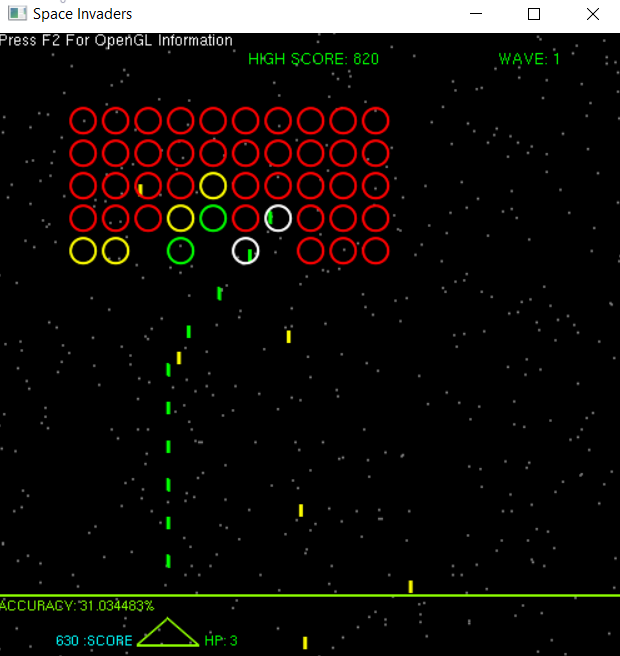 Space Invaders
Press F2 For OpenGL Information
HIGH SCORE: 820 WAVE: 1
ACCURACY: 31.034483%
630 :SCORE HP: 3